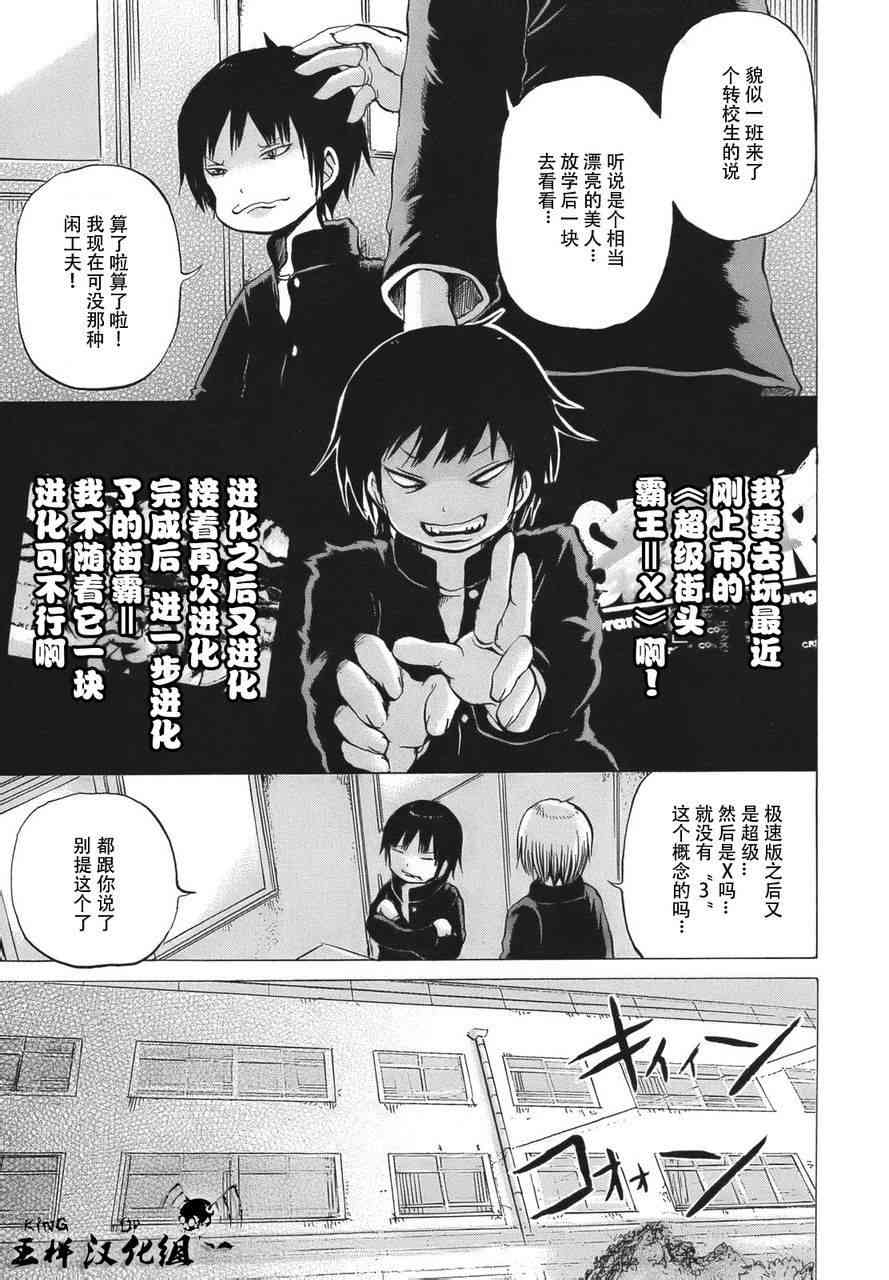 貌似一班来了
个转校生的说
听说是个相当
漂亮的美人…
放学后一块
去看看…
算了啦算了啦！
我现在可没那种
闲工夫！
我要去玩最近
刚上市的
《超级街头
霸王＝X》啊！
进化之后又进化
接着再次进化
完成后 进一步进化
了的街霸＝
我不随着它一块
进化可不行啊
极速版之后又
是超级…
然后是X吗…
就没有“3”
这个概念的吗…
都跟你说了
别提这个了
キィィーン
コォォーン
KING UP
王样汉化组